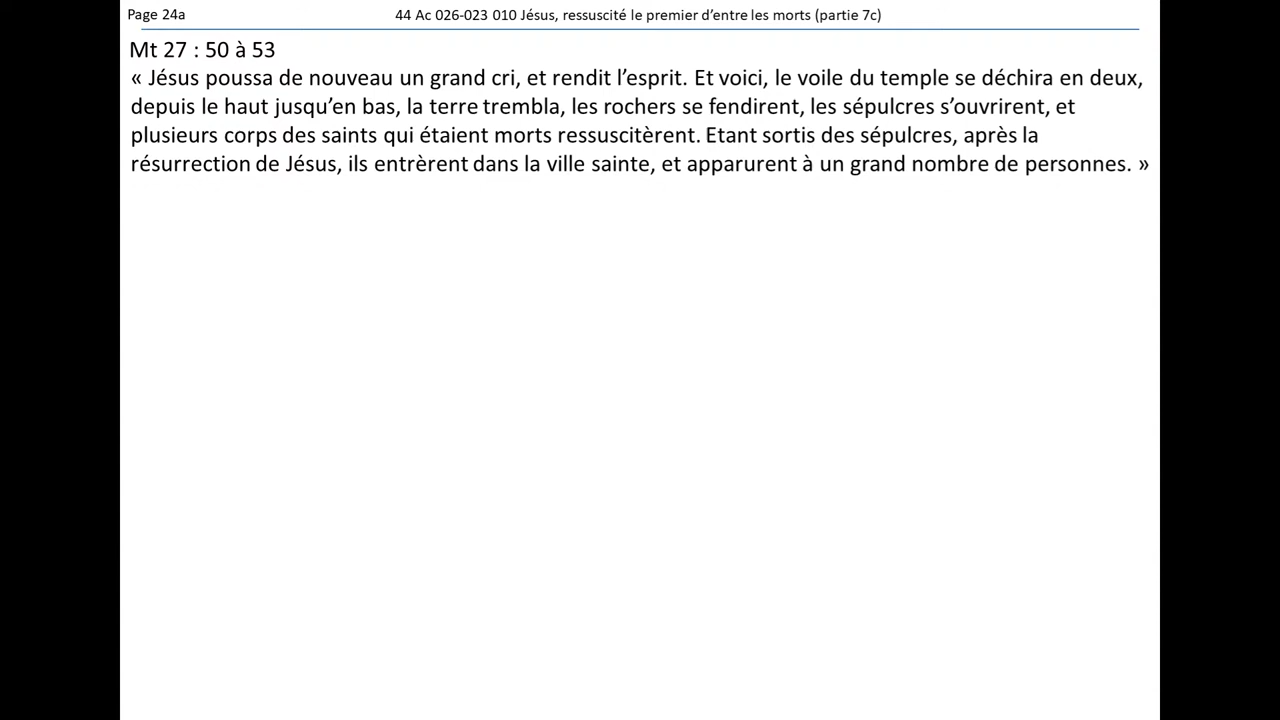 Page 24a
44 Ac 026-023 010 Jésus, ressuscité le premier d’entre les morts (partie 7c)
Mt 27 : 50 à 53
« Jésus poussa de nouveau un grand cri, et rendit l’esprit. Et voici, le voile du temple se déchira en deux,
depuis le haut jusqu’en bas, la terre trembla, les rochers se fendirent, les sépulcres s’ouvrirent, et
plusieurs corps des saints qui étaient morts ressuscitèrent. Etant sortis des sépulcres, après la
résurrection de Jésus, ils entrèrent dans la ville sainte, et apparurent à un grand nombre de personnes. »